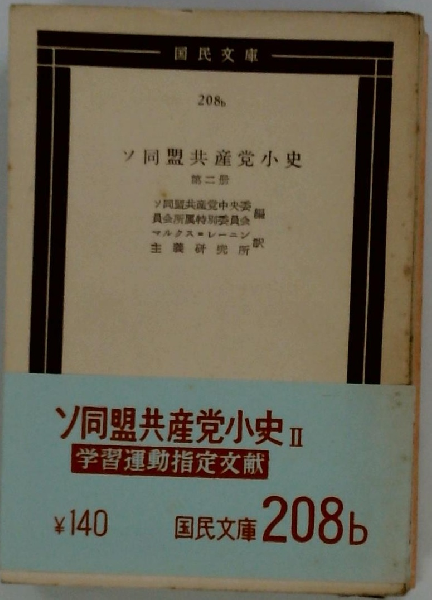 国民文庫
208b
ソ同盟共産党小史
第二册
ソ同盟共産党中央委
員会所属特別委員会 編
マルクス=レーニン
主義研究所 訳
ソ同盟共産党小史 II
学習運動指定文献
¥140 国民文庫 208b